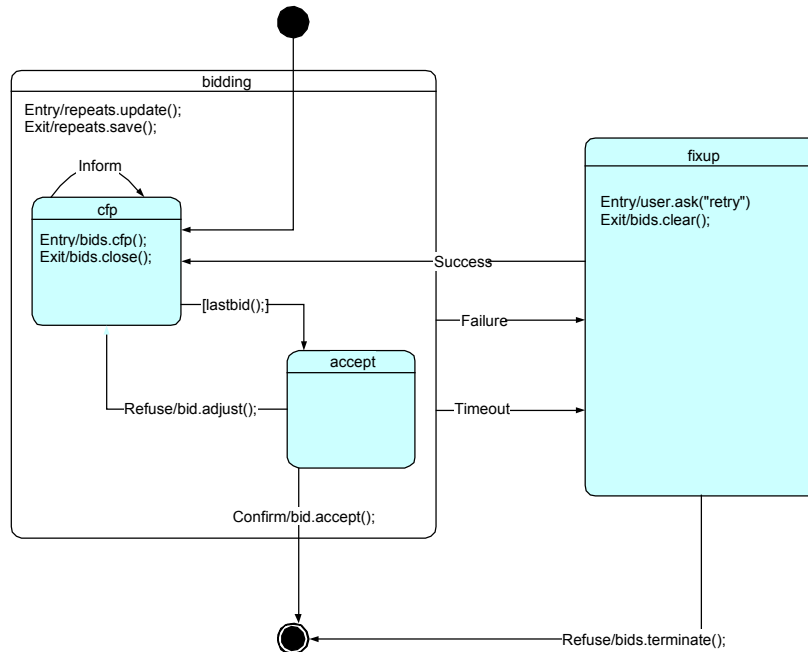 bidding
Entry/repeats.update();
Exit/repeats.save();
Inform
cfp
Entry/bids.cfp();
Exit/bids.close();
fixup
Entry/user.ask("retry")
Exit/bids.clear();
Success
[lastbid();]
Failure
accept
Refuse/bid.adjust();
Timeout
Confirm/bid.accept();
Refuse/bids.terminate();